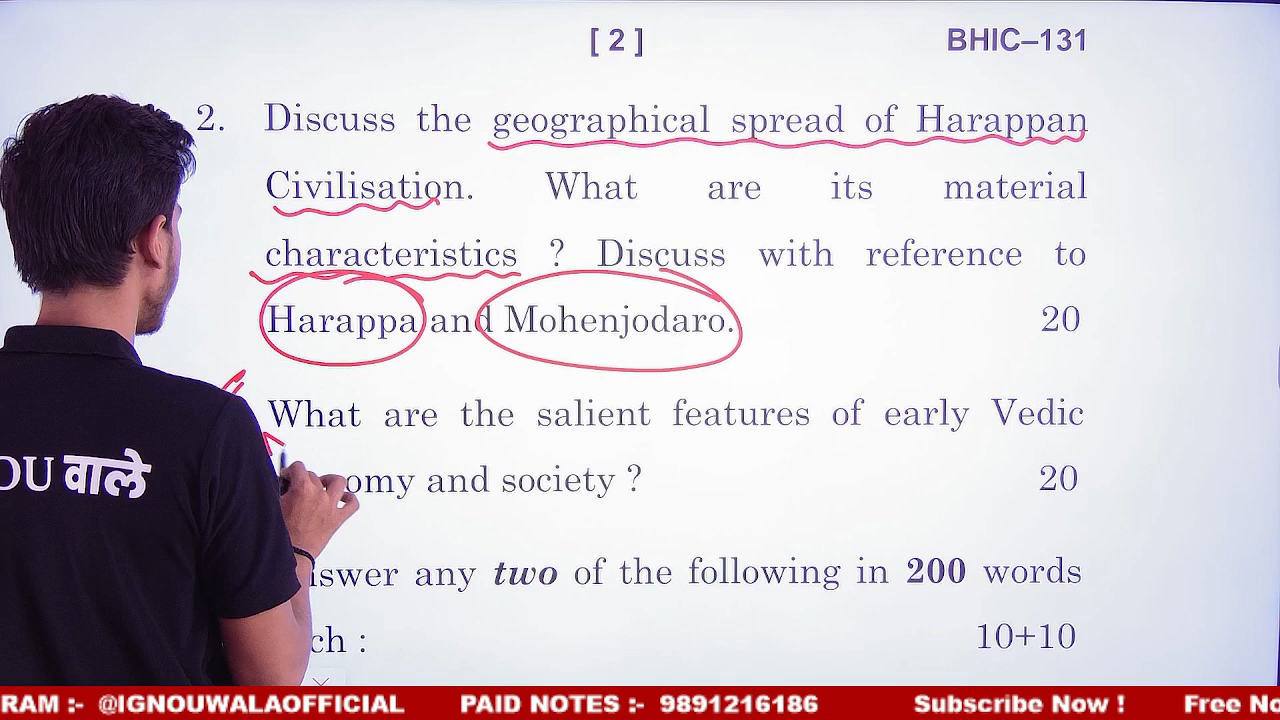 [ 2 ] BHIC–131
2. Discuss the geographical spread of Harappan
Civilisation. What are its material
characteristics ? Discuss with reference to
Harappa and Mohenjodaro. 20
What are the salient features of early Vedic
omy and society ? 20
DU वाले
swer any two of the following in 200 words
ch : 10+10
RAM :- @IGNOUWALAOFFICIAL PAID NOTES :- 9891216186 Subscribe Now ! Free No